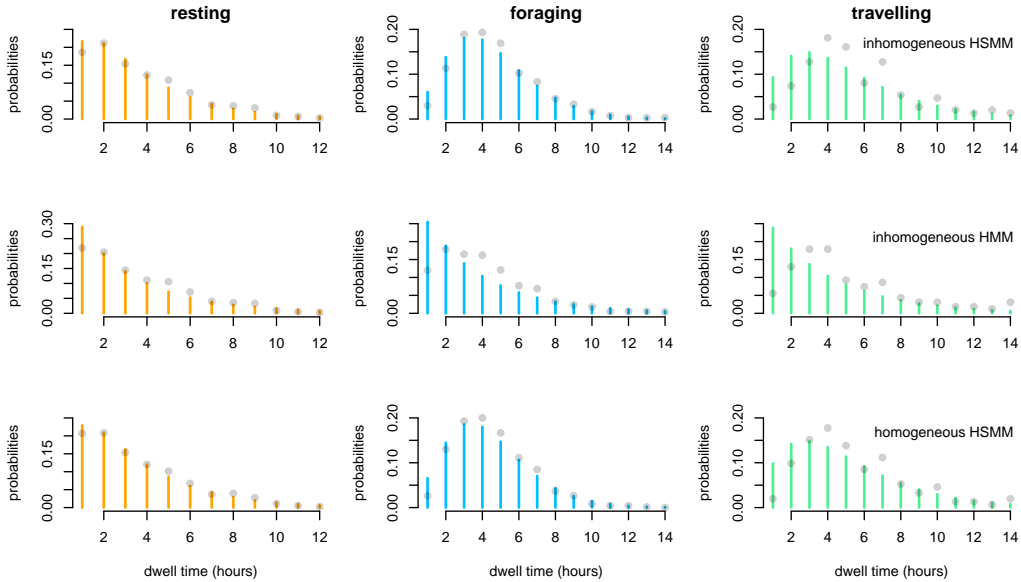 resting foraging travelling
inhomogeneous HSMM
probabilities probabilities probabilities
0.00 0.15
0.00 0.10 0.20
0.00 0.10 0.20
2 4 6 8 10 12
2 4 6 8 10 12 14
2 4 6 8 10 12 14
inhomogeneous HMM
probabilities probabilities probabilities
0.00 0.15 0.30
0.00 0.15
0.00 0.15
2 4 6 8 10 12
2 4 6 8 10 12 14
2 4 6 8 10 12 14
homogeneous HSMM
probabilities probabilities probabilities
0.00 0.15
0.00 0.10 0.20
0.00 0.10 0.20
2 4 6 8 10 12
2 4 6 8 10 12 14
2 4 6 8 10 12 14
dwell time (hours) dwell time (hours) dwell time (hours)